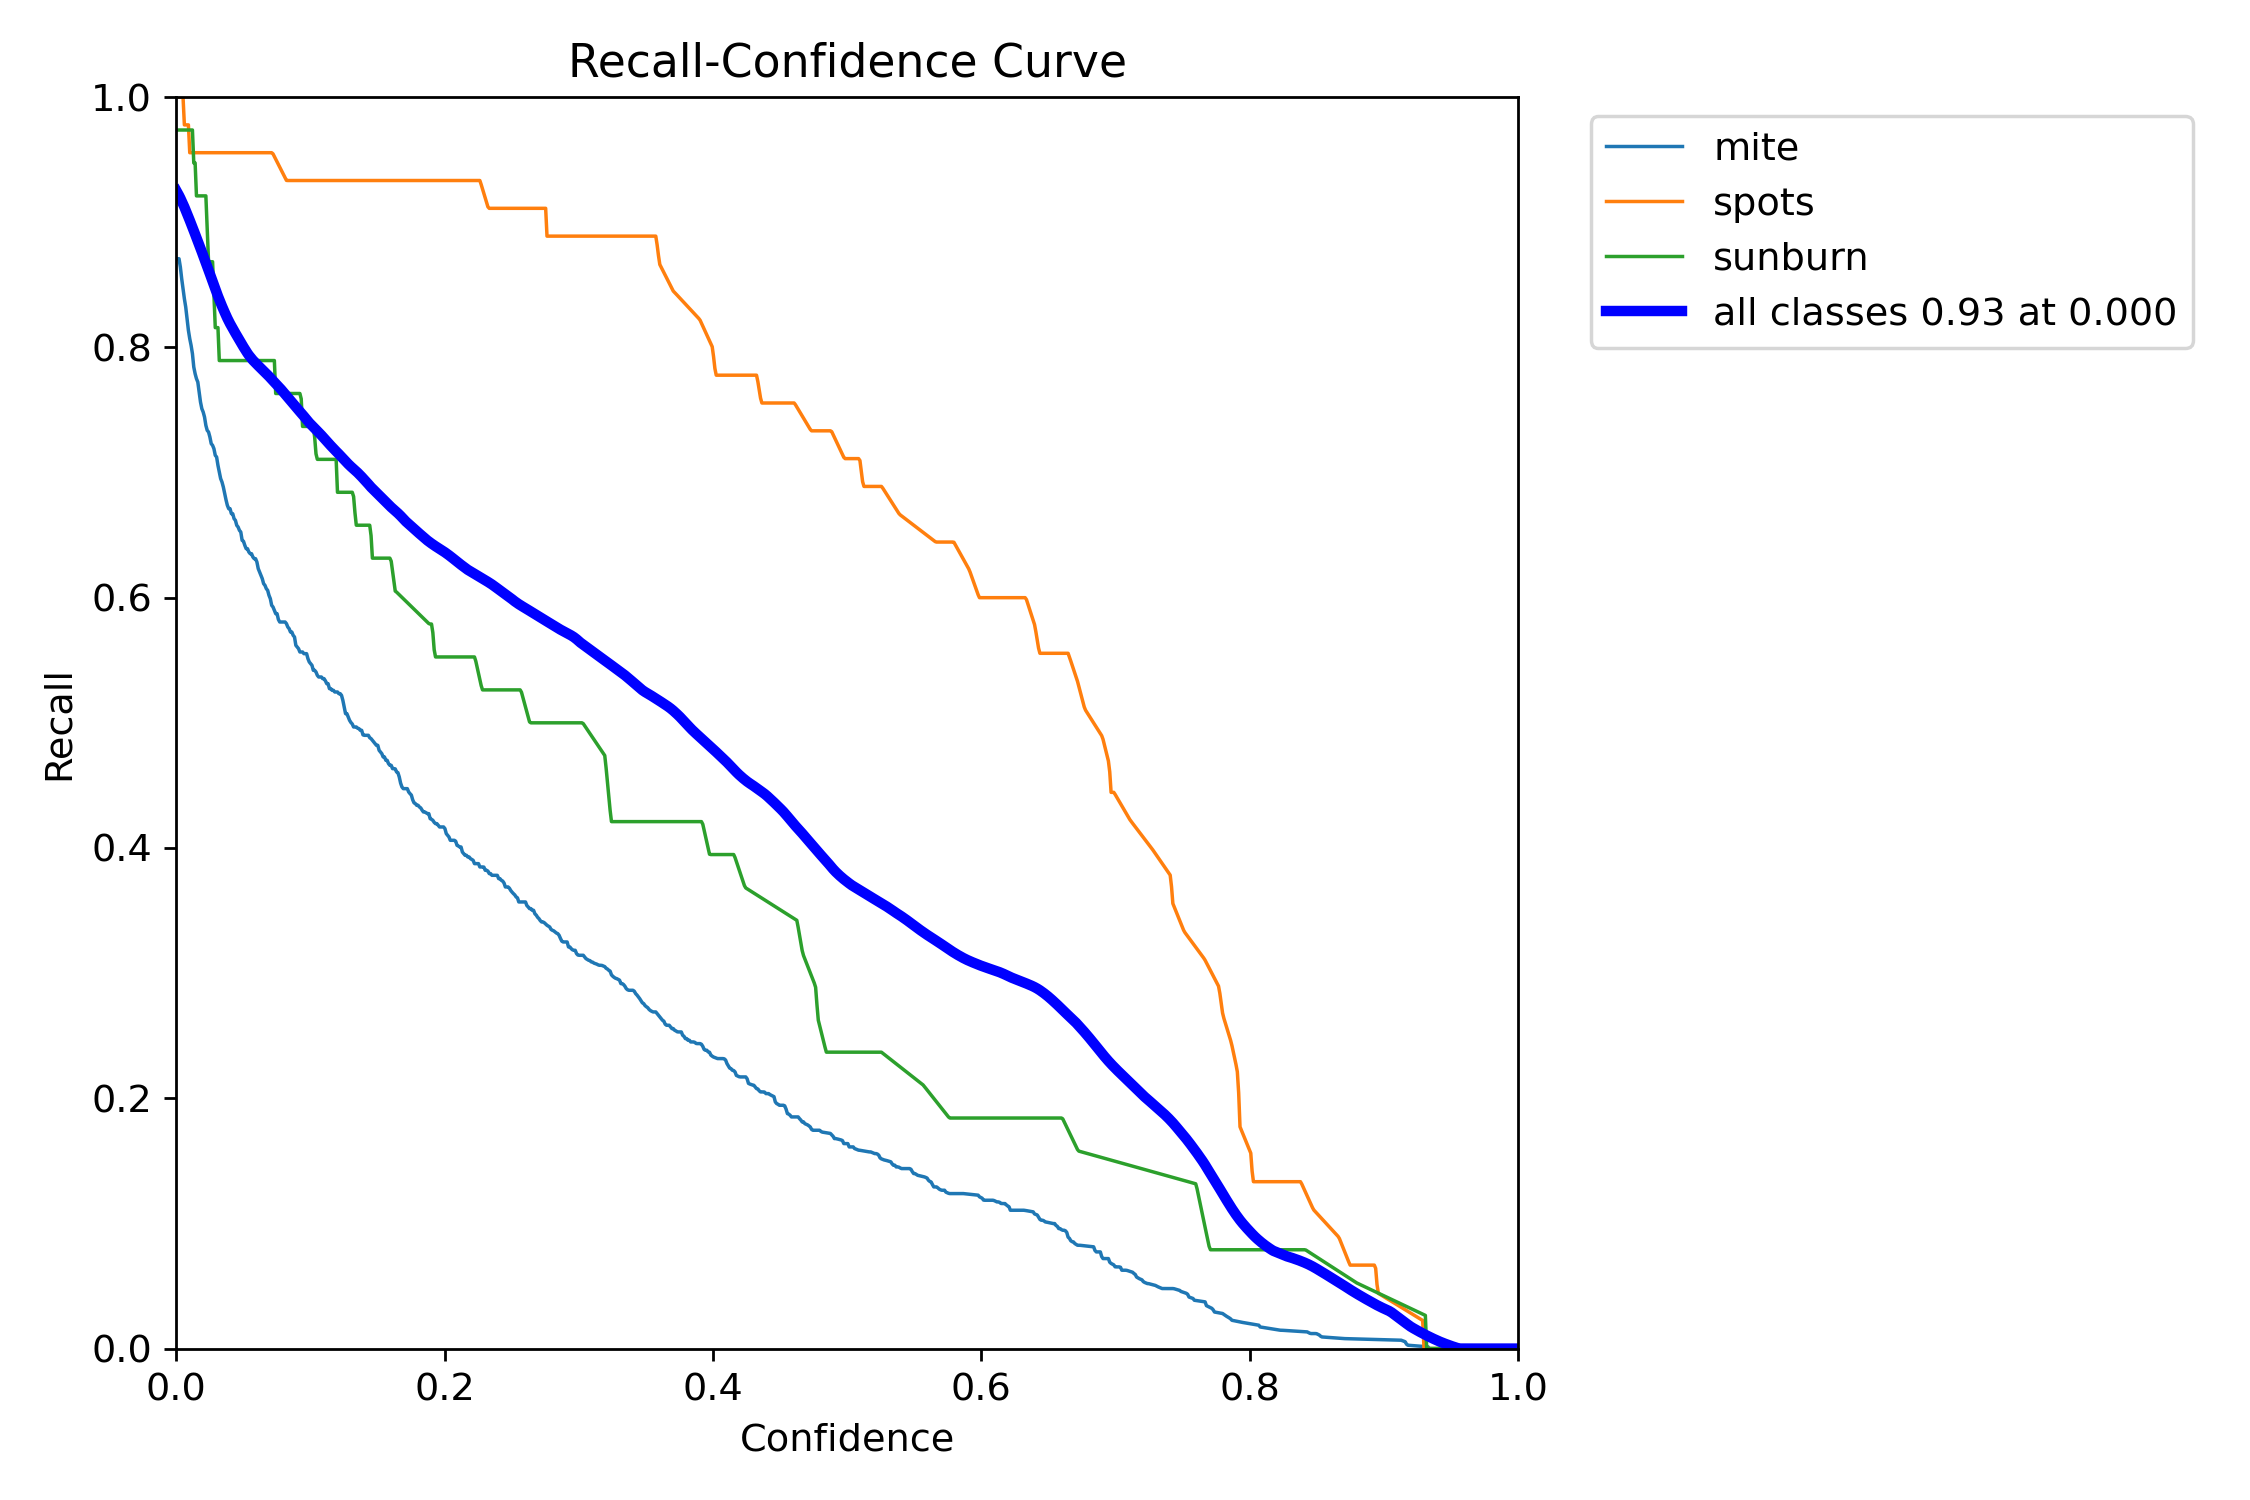 Recall-Confidence Curve
1.0
0.8
0.6
0.4
0.2
0.0
Recall
0.0 0.2 0.4 0.6 0.8 1.0
Confidence
mite
spots
sunburn
all classes 0.93 at 0.000